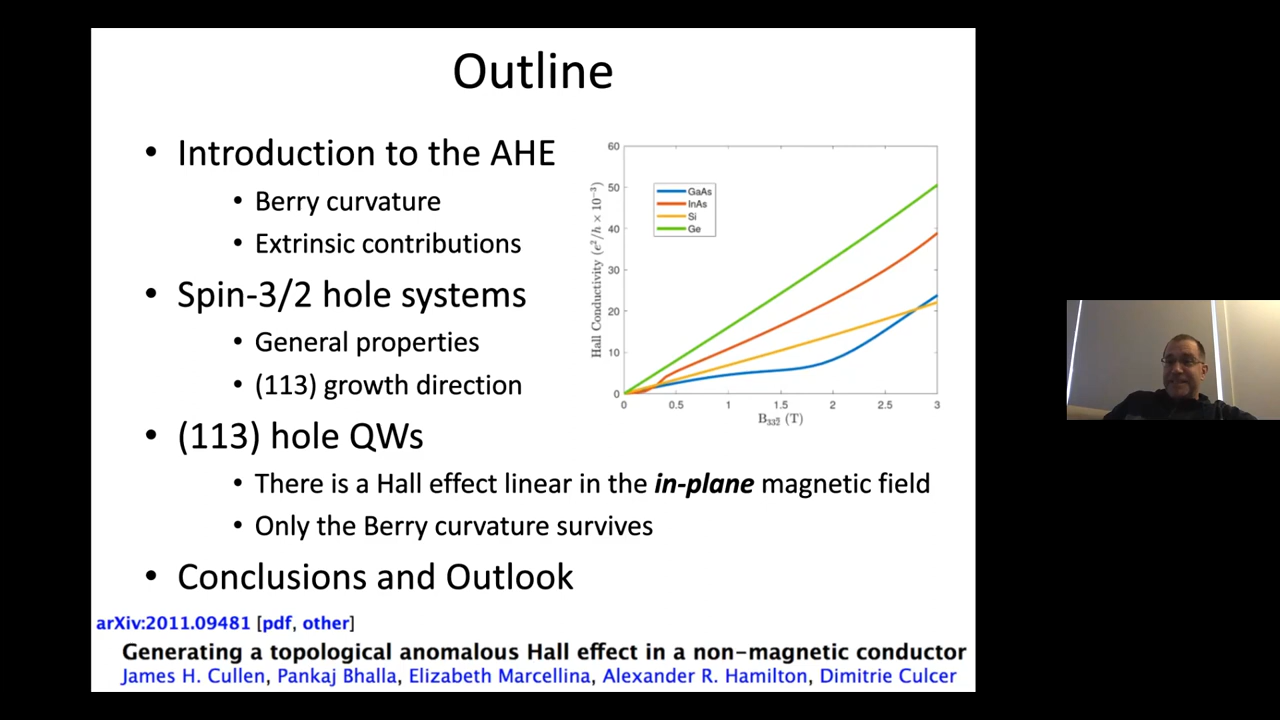 Outline
• Introduction to the AHE
• Berry curvature
• Extrinsic contributions
• Spin-3/2 hole systems
• General properties
• (113) growth direction
• (113) hole QWs
• There is a Hall effect linear in the in-plane magnetic field
• Only the Berry curvature survives
• Conclusions and Outlook
60
50
40
30
20
10
0
Hall Conductivity (e²/h × 10⁻³)
GaAs
InAs
Si
Ge
0 0.5 1 1.5 2 2.5 3
(T)
arXiv:2011.09481 [pdf, other]
Generating a topological anomalous Hall effect in a non-magnetic conductor
James H. Cullen, Pankaj Bhalla, Elizabeth Marcellina, Alexander R. Hamilton, Dimitrie Culcer